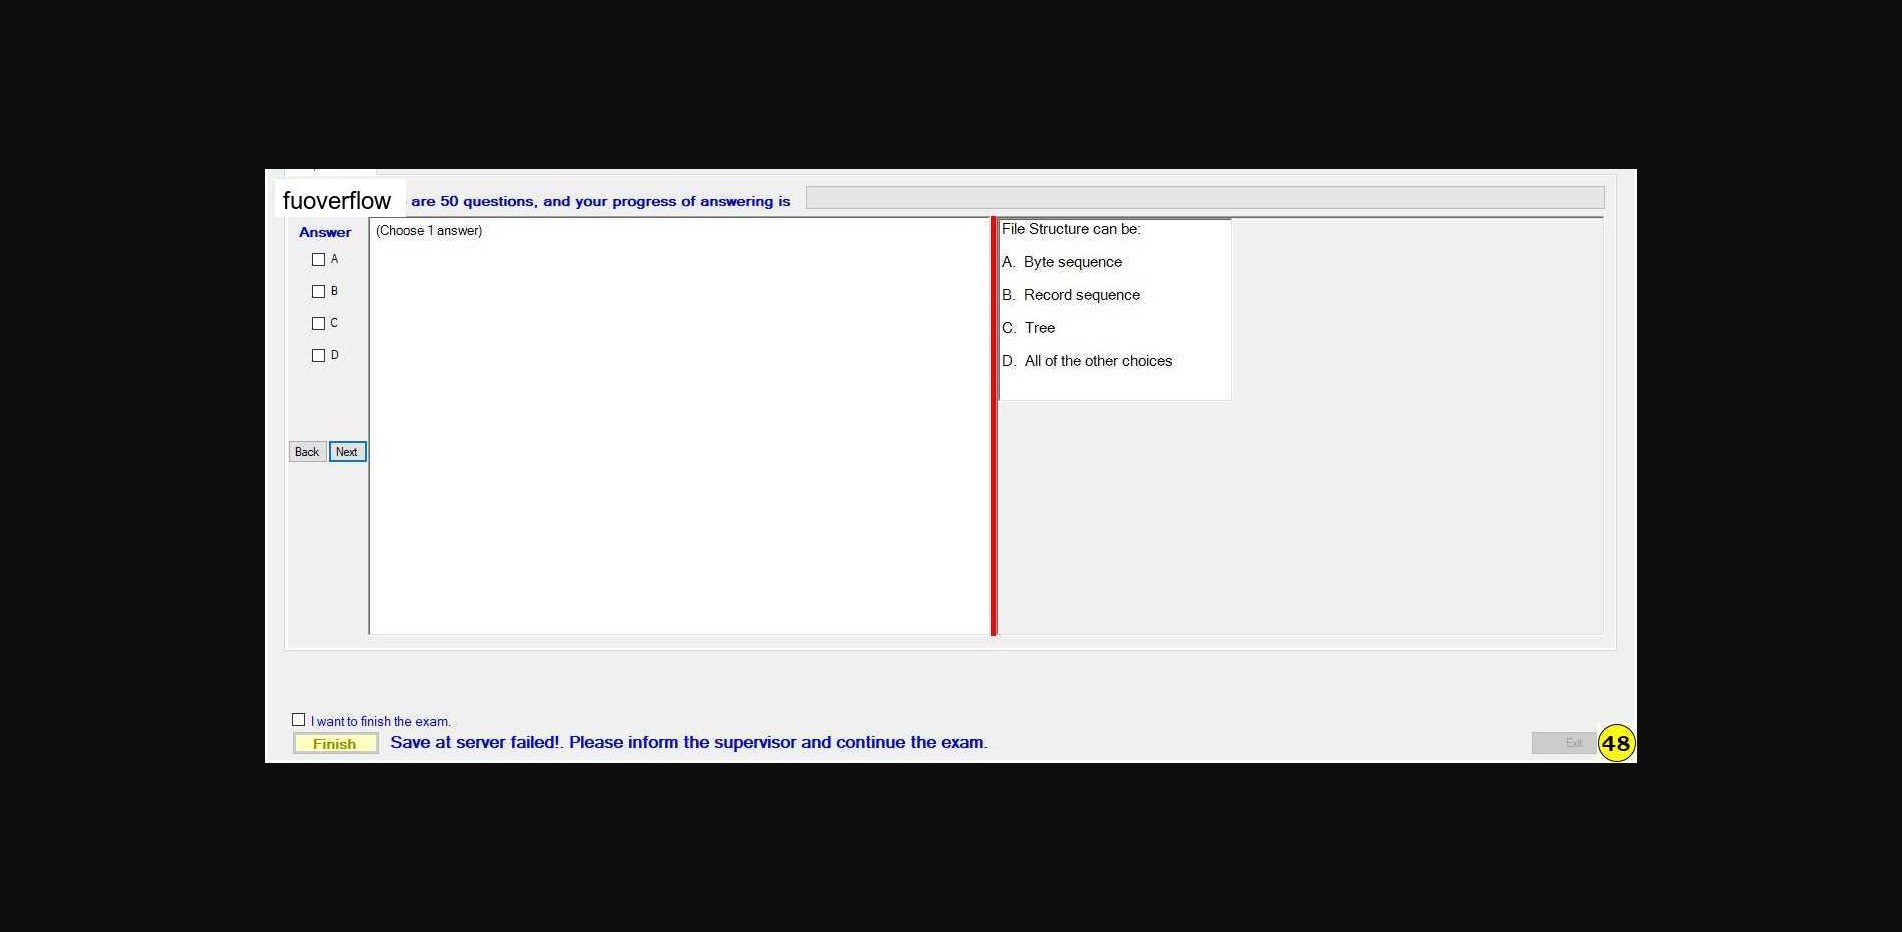 fuoverflow are 50 questions, and your progress of answering is
Answer
A
B
C
D
Back Next
(Choose 1 answer)
File Structure can be:
A. Byte sequence
B. Record sequence
C. Tree
D. All of the other choices
I want to finish the exam.
Finish Save at server failed!. Please inform the supervisor and continue the exam.
Exit 48